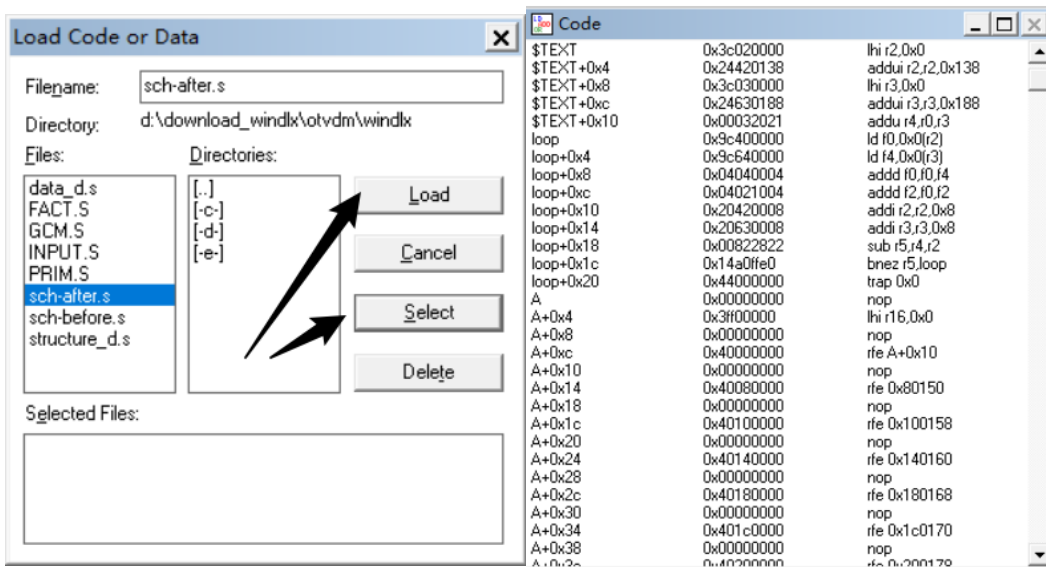 Load Code or Data
Filename: sch-after.s
Directory: d:\download_windlx\otvdm\windlx
Files: Directories:
data_d.s
FACT.S
GCM.S
INPUT.S
PRIM.S
sch-after.s
sch-before.s
structure_d.s
[..]
[-c-]
[-d-]
[-e-]
Load
Cancel
Select
Delete
Selected Files:
Code
$TEXT 0x3c020000 lhi r2,0x0
$TEXT+0x4 0x24420138 addui r2,r2,0x138
$TEXT+0x8 0x3c030000 lhi r3,0x0
$TEXT+0xc 0x24630188 addui r3,r3,0x188
$TEXT+0x10 0x00032021 addu r4,r0,r3
loop 0x9c400000 ld f0,0x0(r2)
loop+0x4 0x9c640000 ld f4,0x0(r3)
loop+0x8 0x04040004 addd f0,f0,f4
loop+0xc 0x04021004 addd f2,f0,f2
loop+0x10 0x20420008 addi r2,r2,0x8
loop+0x14 0x20630008 addi r3,r3,0x8
loop+0x18 0x00822822 sub r5,r4,r2
loop+0x1c 0x14a0ffe0 bnez r5,loop
loop+0x20 0x44000000 trap 0x0
A 0x00000000 nop
A+0x4 0x3ff00000 lhi r16,0x0
A+0x8 0x00000000 nop
A+0xc 0x40000000 rfe A+0x10
A+0x10 0x00000000 nop
A+0x14 0x40080000 rfe 0x80150
A+0x18 0x00000000 nop
A+0x1c 0x40100000 rfe 0x100158
A+0x20 0x00000000 nop
A+0x24 0x40140000 rfe 0x140160
A+0x28 0x00000000 nop
A+0x2c 0x40180000 rfe 0x180168
A+0x30 0x00000000 nop
A+0x34 0x401c0000 rfe 0x1c0170
A+0x38 0x00000000 nop
A+0x3c 0x40200000 rfe 0x200178